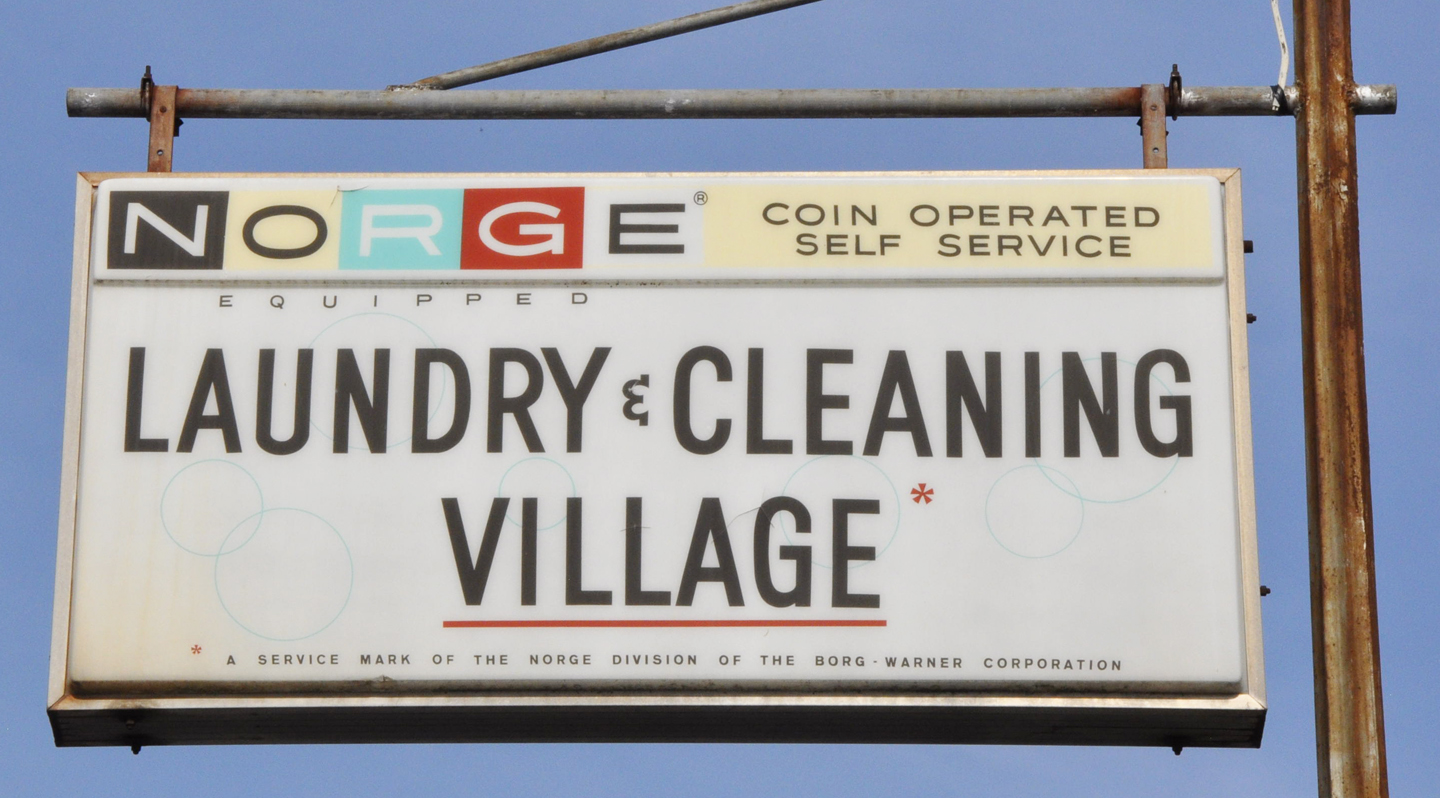 NORGE® COIN OPERATED
SELF SERVICE
EQUIPPED
LAUNDRY & CLEANING
VILLAGE*
* A SERVICE MARK OF THE NORGE DIVISION OF THE BORG-WARNER CORPORATION